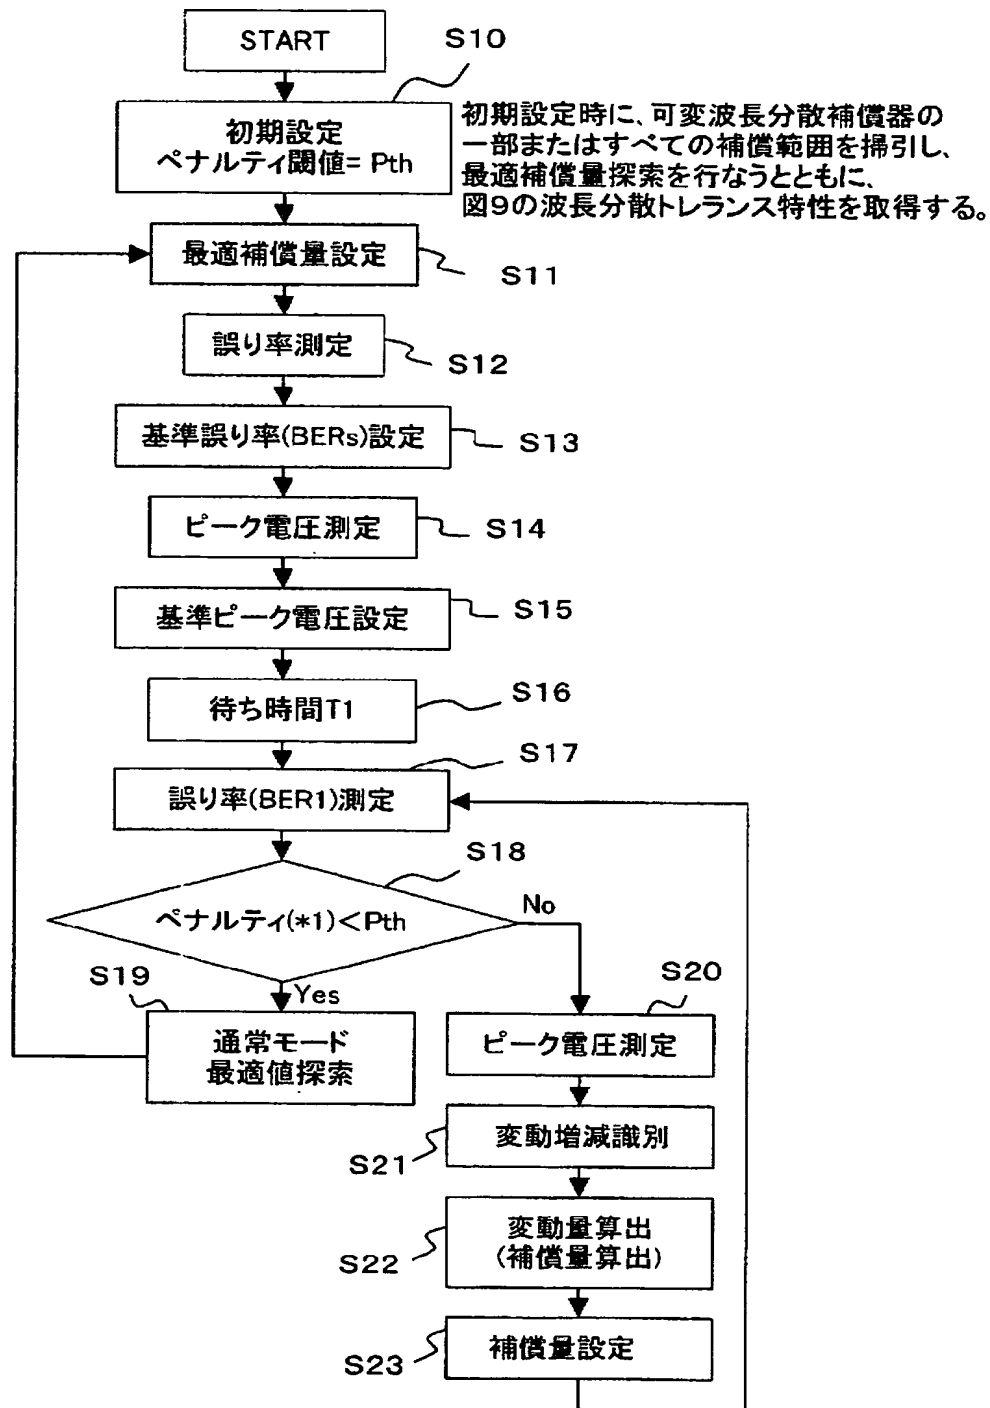 START
S10
初期設定
ペナルティ閾値= Pth
初期設定時に、可変波長分散補償器の
一部またはすべての補償範囲を掃引し、
最適補償量探索を行なうとともに、
図9の波長分散トレランス特性を取得する。
最適補償量設定
S11
誤り率測定
S12
基準誤り率(BERs)設定
S13
ピーク電圧測定
S14
基準ピーク電圧設定
S15
待ち時間T1
S16
誤り率(BER1)測定
S17
ペナルティ(*1)<Pth
S18
No
Yes
S19
通常モード
最適値探索
S20
ピーク電圧測定
変動増減識別
S21
変動量算出
(補償量算出)
S22
補償量設定
S23